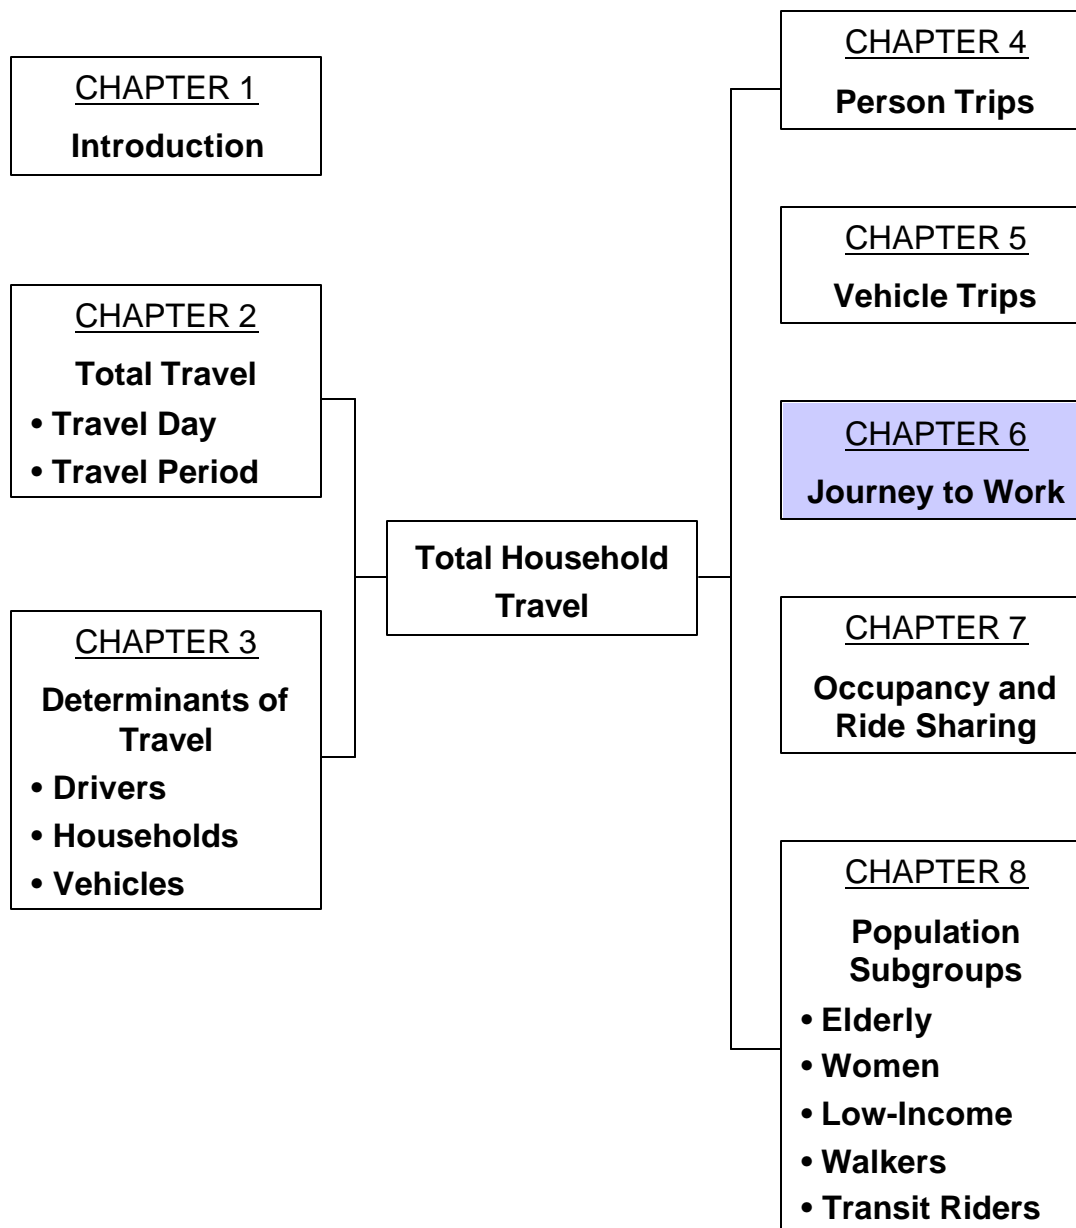 CHAPTER 1
Introduction
CHAPTER 2
Total Travel
• Travel Day
• Travel Period
CHAPTER 3
Determinants of
Travel
• Drivers
• Households
• Vehicles
Total Household
Travel
CHAPTER 4
Person Trips
CHAPTER 5
Vehicle Trips
CHAPTER 6
Journey to Work
CHAPTER 7
Occupancy and
Ride Sharing
CHAPTER 8
Population
Subgroups
• Elderly
• Women
• Low-Income
• Walkers
• Transit Riders